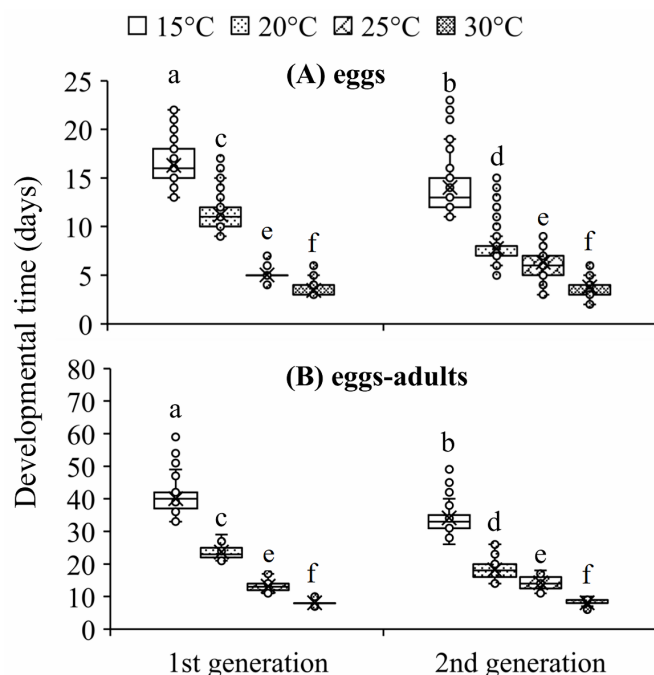 15°C 20°C 25°C 30°C
(A) eggs
Developmental time (days)
25
20
15
10
5
0
a
c
e
f
b
d
e
f
(B) eggs-adults
80
70
60
50
40
30
20
10
0
a
c
e
f
b
d
e
f
1st generation 2nd generation